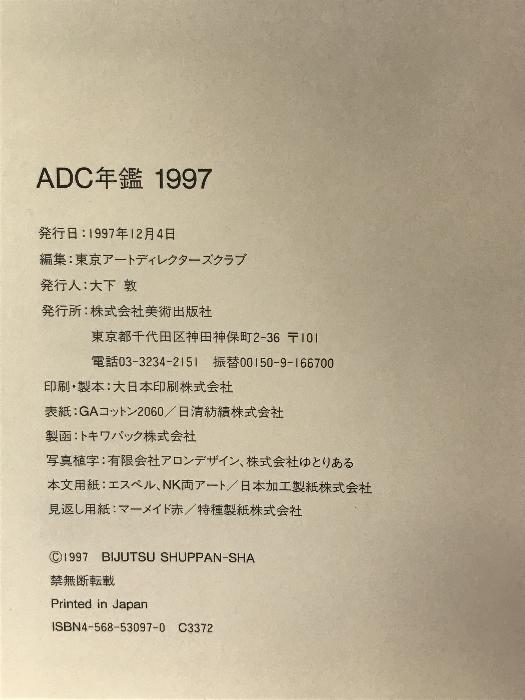 ADC年鑑 1997
発行日:1997年12月4日
編集:東京アートディレクターズクラブ
発行人:大下 敦
発行所:株式会社美術出版社
東京都千代田区神田神保町2-36 〒101
電話03-3234-2151 振替00150-9-166700
印刷・製本:大日本印刷株式会社
表紙:GAコットン2060/日清紡績株式会社
製函:トキワパック株式会社
写真植字:有限会社アロンデザイン、株式会社ゆとりある
本文用紙:エスペル、NK両アート/日本加工製紙株式会社
見返し用紙:マーメイド赤/特種製紙株式会社
©1997 BIJUTSU SHUPPAN-SHA
禁無断転載
Printed in Japan
ISBN4-568-53097-0 C3372